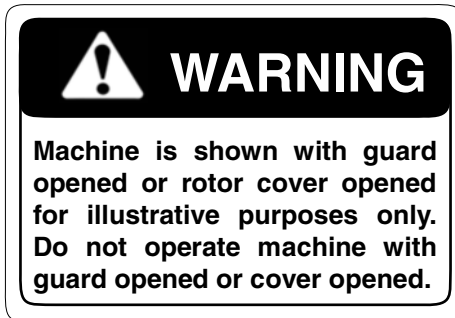 WARNING
Machine is shown with guard
opened or rotor cover opened
for illustrative purposes only.
Do not operate machine with
guard opened or cover opened.